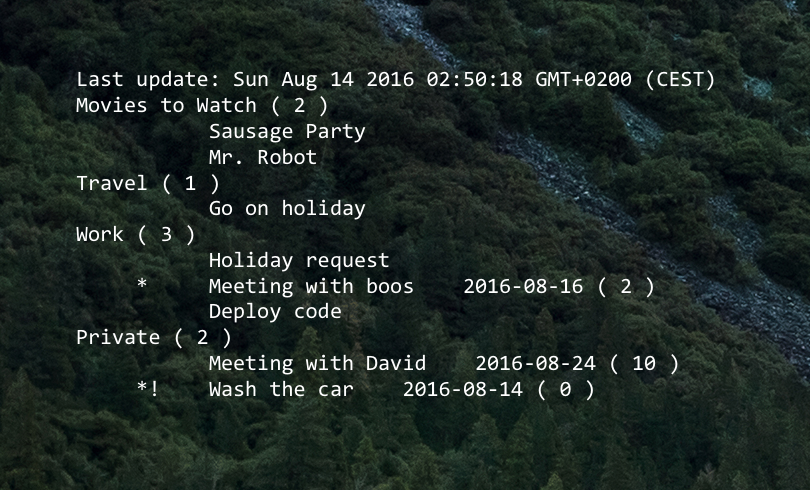 Last update: Sun Aug 14 2016 02:50:18 GMT+0200 (CEST)
Movies to Watch ( 2 )
Sausage Party
Mr. Robot
Travel ( 1 )
Go on holiday
Work ( 3 )
Holiday request
* Meeting with boos 2016-08-16 ( 2 )
Deploy code
Private ( 2 )
Meeting with David 2016-08-24 ( 10 )
*! Wash the car 2016-08-14 ( 0 )